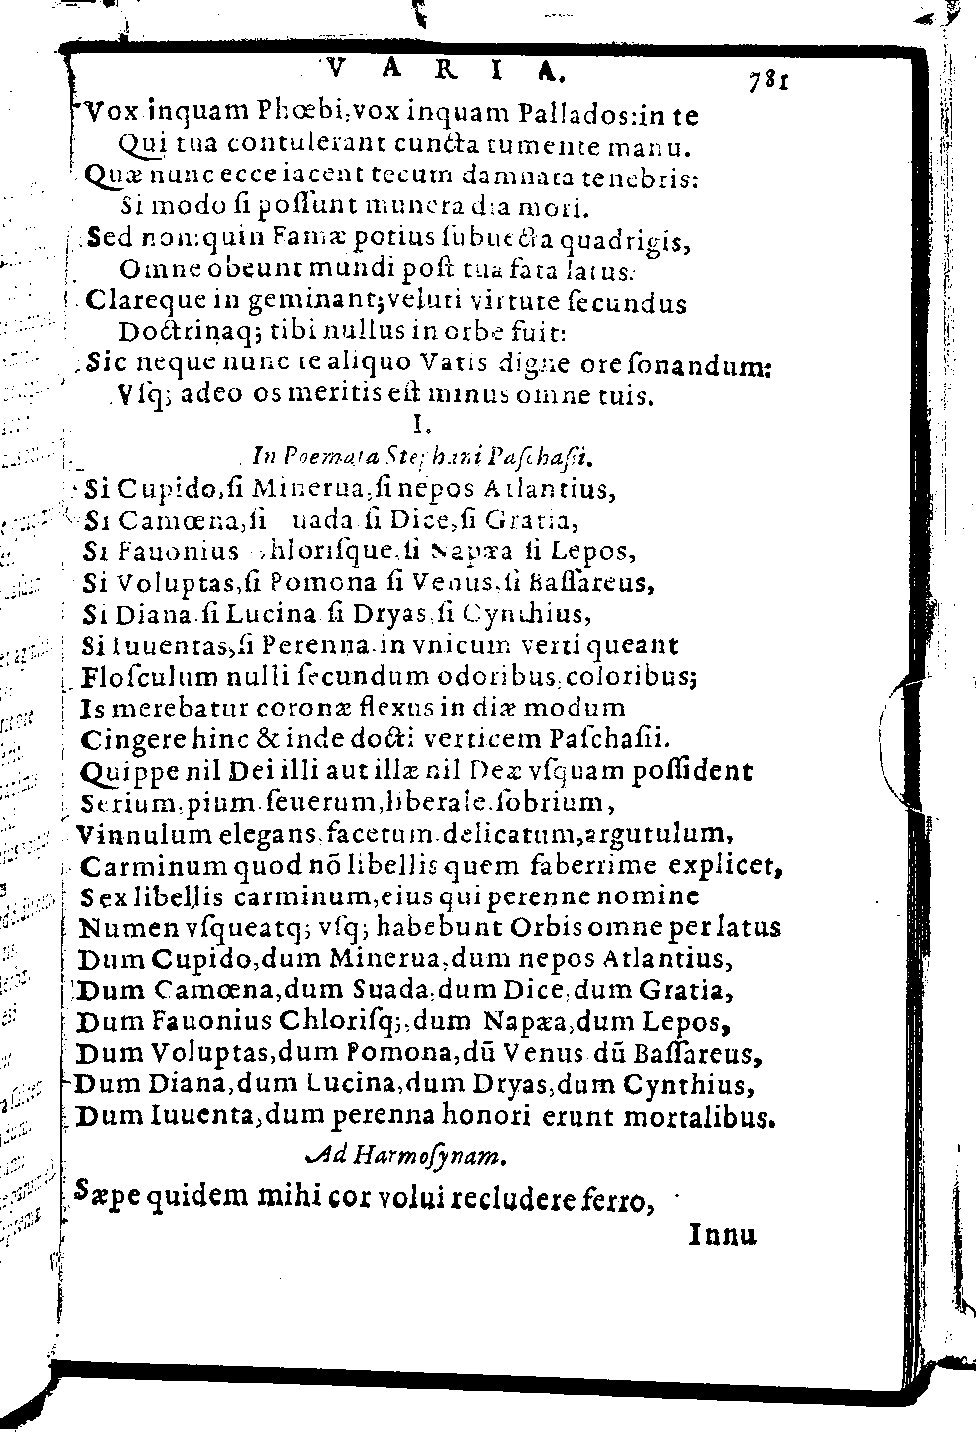 VARIA. 781
Vox inquam Phœbi, vox inquam Pallados: in te
Qui tua contulerant cuncta tumente manu.
Quæ nunc ecce iacent tecum damnata tenebris:
Si modo ſi poſſunt munera dia mori.
Sed non: quin Famæ potius ſubuecta quadrigis,
Omne obeunt mundi poſt tua fata latus.
Clareque in geminant; veluti virtute ſecundus
Doctrinaq; tibi nullus in orbe fuit:
Sic neque nunc te aliquo Vatis digne ore ſonandum:
Vſq; adeo os meritis eſt minus omne tuis.
I.
In Poemata Stephani Paſchaſii.
Si Cupido, ſi Minerua, ſi nepos Atlantius,
Si Camœna, ſi uada ſi Dice, ſi Gratia,
Si Fauonius hloriſque, ſi Napæa ſi Lepos,
Si Voluptas, ſi Pomona ſi Venus, ſi Baſſareus,
Si Diana ſi Lucina ſi Dryas, ſi Cynthius,
Si Iuuentas, ſi Perenna in vnicum verti queant
Floſculum nulli ſecundum odoribus, coloribus;
Is merebatur coronæ flexus in diæ modum
Cingere hinc & inde docti verticem Paſchaſii.
Quippe nil Dei illi aut illæ nil Deæ vſquam poſſident
Serium, pium ſeuerum, liberale, ſobrium,
Vinnulum elegans, facetum delicatum, argutulum,
Carminum quod nō libellis quem faberrime explicet,
Sex libellis carminum, eius qui perenne nomine
Numen vſqueatq; vſq; habebunt Orbis omne per latus
Dum Cupido, dum Minerua, dum nepos Atlantius,
Dum Camœna, dum Suada, dum Dice, dum Gratia,
Dum Fauonius Chloriſq;, dum Napæa, dum Lepos,
Dum Voluptas, dum Pomona, dū Venus dū Baſſareus,
Dum Diana, dum Lucina, dum Dryas, dum Cynthius,
Dum Iuuenta, dum perenna honori erunt mortalibus.
Ad Harmoſynam.
Sæpe quidem mihi cor volui recludere ferro,
Innu